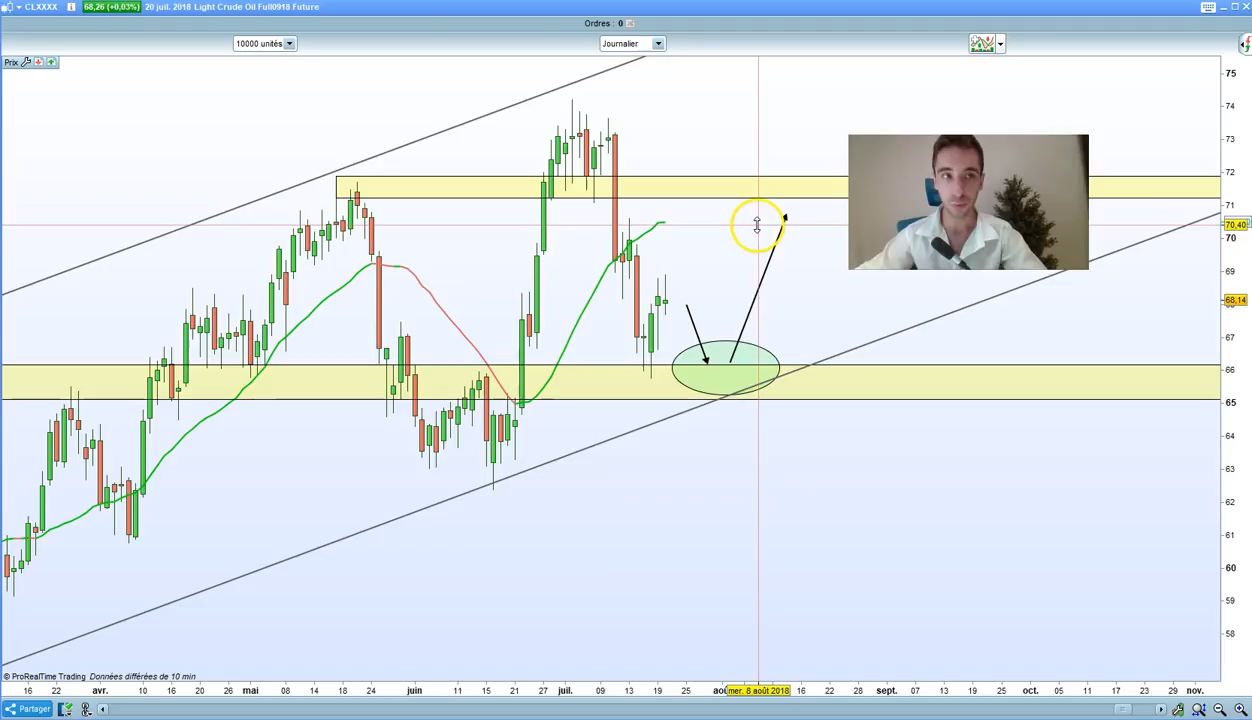 CLXXXX 68,26 (+0,03%) 20 juil. 2018 Light Crude Oil Full0918 Future
Ordres : 0
10000 unités Journalier
Prix
75
74
73
72
71
70,40
70
69
68,14
67
66
65
64
63
62
61
60
59
58
© ProRealTime Trading Données différées de 10 min
16 22 avr. 10 16 20 26 mai 08 14 18 24 juin 11 15 21 27 juil. 09 13 19 25 mer. 8 août 2018 16 22 28 sept. 07 13 19 25 oct. 05 11 17 23 29 nov.
Partager